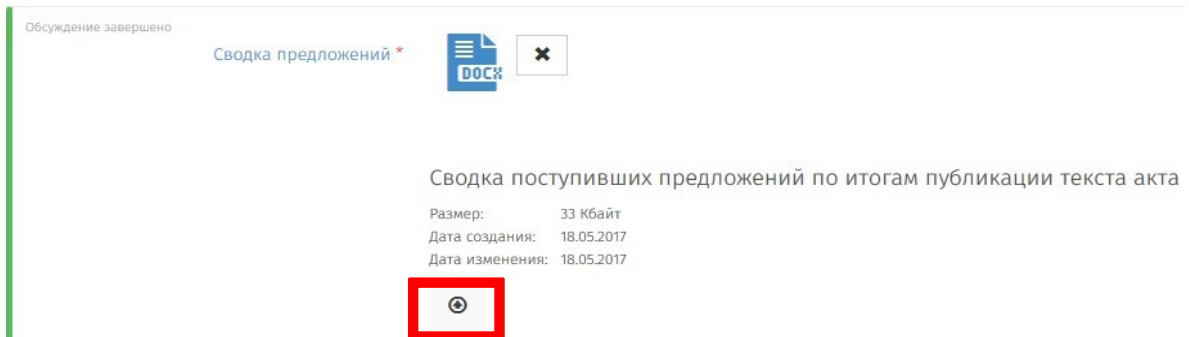 Обсуждение завершено
Сводка предложений *
DOCX
Сводка поступивших предложений по итогам публикации текста акта
Размер: 33 Кбайт
Дата создания: 18.05.2017
Дата изменения: 18.05.2017